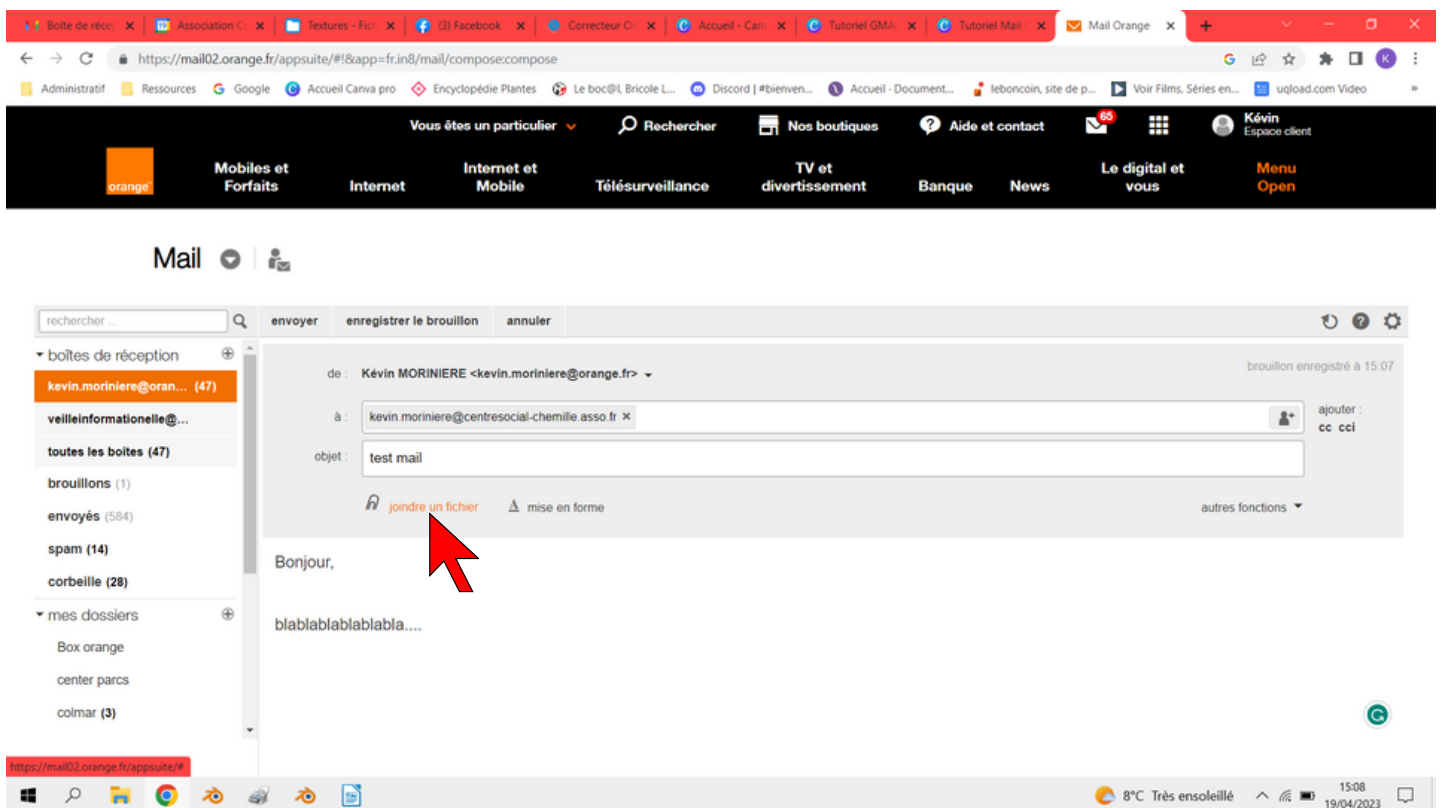 Boîte de récep
Association Ce
Textures - Fich
(3) Facebook
Correcteur Or
Accueil - Canv
Tutoriel GMAI
Tutoriel Mail
Mail Orange
https://mail02.orange.fr/appsuite/#!&app=fr.in8/mail/compose:compose
K
Administratif
Ressources
Google
Accueil Canva pro
Encyclopédie Plantes
Le boc@L Bricole L...
Discord | #bienven...
Accueil - Document...
leboncoin, site de p...
Voir Films, Séries en...
uqload.com Video
»
Vous êtes un particulier
Rechercher
Nos boutiques
Aide et contact
65
Kévin
Espace client
orange
Mobiles et
Forfaits
Internet
Internet et
Mobile
Télésurveillance
TV et
divertissement
Banque
News
Le digital et
vous
Menu
Open
Mail
rechercher ...
envoyer
enregistrer le brouillon
annuler
boîtes de réception
kevin.moriniere@oran... (47)
veilleinformationelle@...
toutes les boîtes (47)
brouillons (1)
envoyés (584)
spam (14)
corbeille (28)
mes dossiers
Box orange
center parcs
colmar (3)
de : Kévin MORINIERE <kevin.moriniere@orange.fr>
brouillon enregistré à 15:07
à : kevin.moriniere@centresocial-chemille.asso.fr ×
ajouter :
cc cci
objet : test mail
joindre un fichier
mise en forme
autres fonctions
Bonjour,
blablablablablabla....
https://mail02.orange.fr/appsuite/#
8°C Très ensoleillé
15:08
19/04/2023